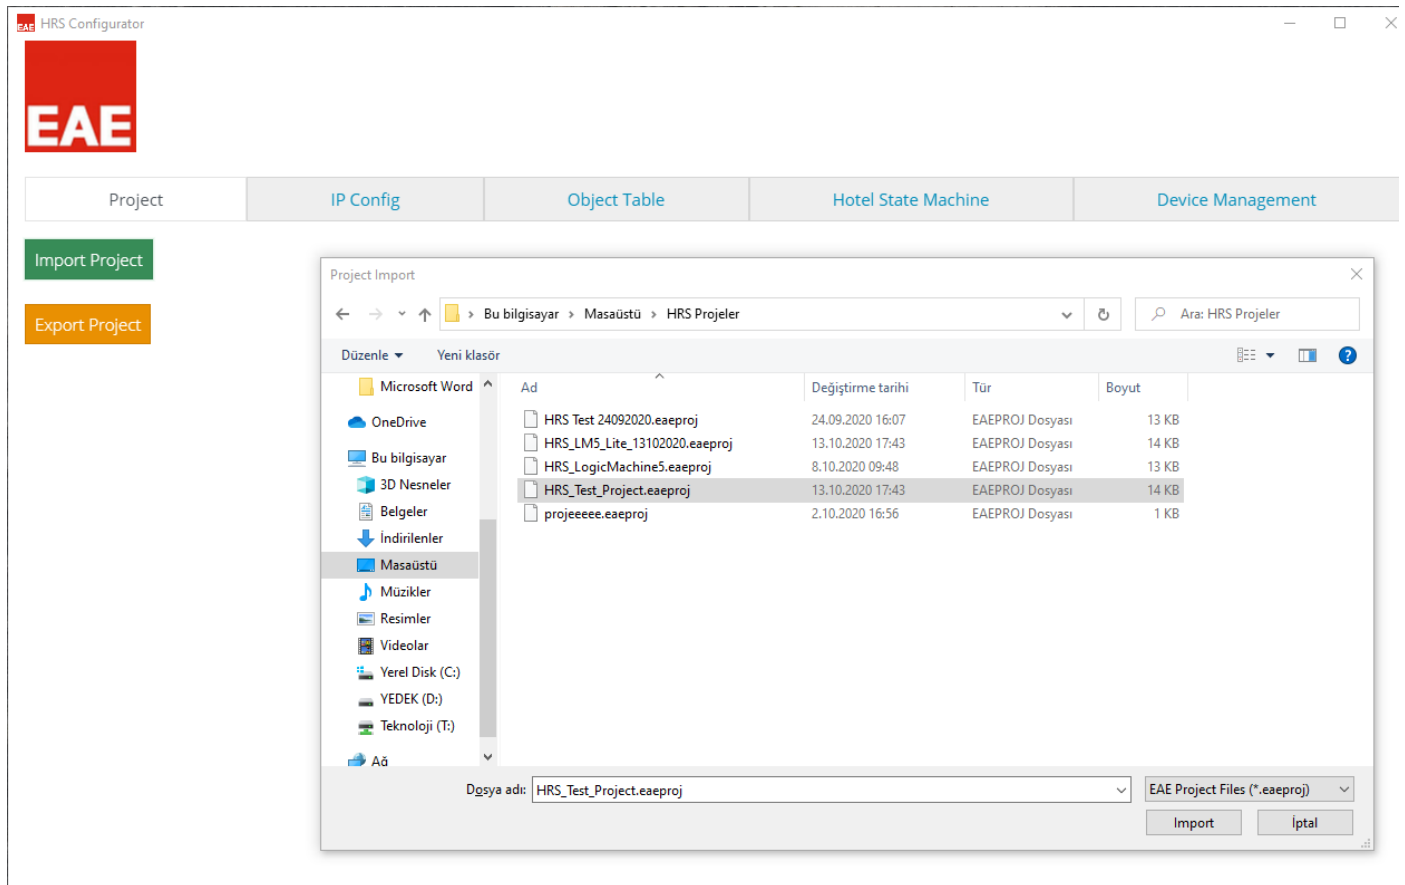 EAE HRS Configurator
EAE
Project IP Config Object Table Hotel State Machine Device Management
Import Project
Export Project
Project Import
Bu bilgisayar > Masaüstü > HRS Projeler
Ara: HRS Projeler
Düzenle Yeni klasör
Microsoft Word
OneDrive
Bu bilgisayar
3D Nesneler
Belgeler
İndirilenler
Masaüstü
Müzikler
Resimler
Videolar
Yerel Disk (C:)
YEDEK (D:)
Teknoloji (T:)
Ağ
Ad Değiştirme tarihi Tür Boyut
HRS Test 24092020.eaeproj 24.09.2020 16:07 EAEPROJ Dosyası 13 KB
HRS_LM5_Lite_13102020.eaeproj 13.10.2020 17:43 EAEPROJ Dosyası 14 KB
HRS_LogicMachine5.eaeproj 8.10.2020 09:48 EAEPROJ Dosyası 13 KB
HRS_Test_Project.eaeproj 13.10.2020 17:43 EAEPROJ Dosyası 14 KB
projeeeee.eaeproj 2.10.2020 16:56 EAEPROJ Dosyası 1 KB
Dosya adı: HRS_Test_Project.eaeproj EAE Project Files (*.eaeproj)
Import İptal